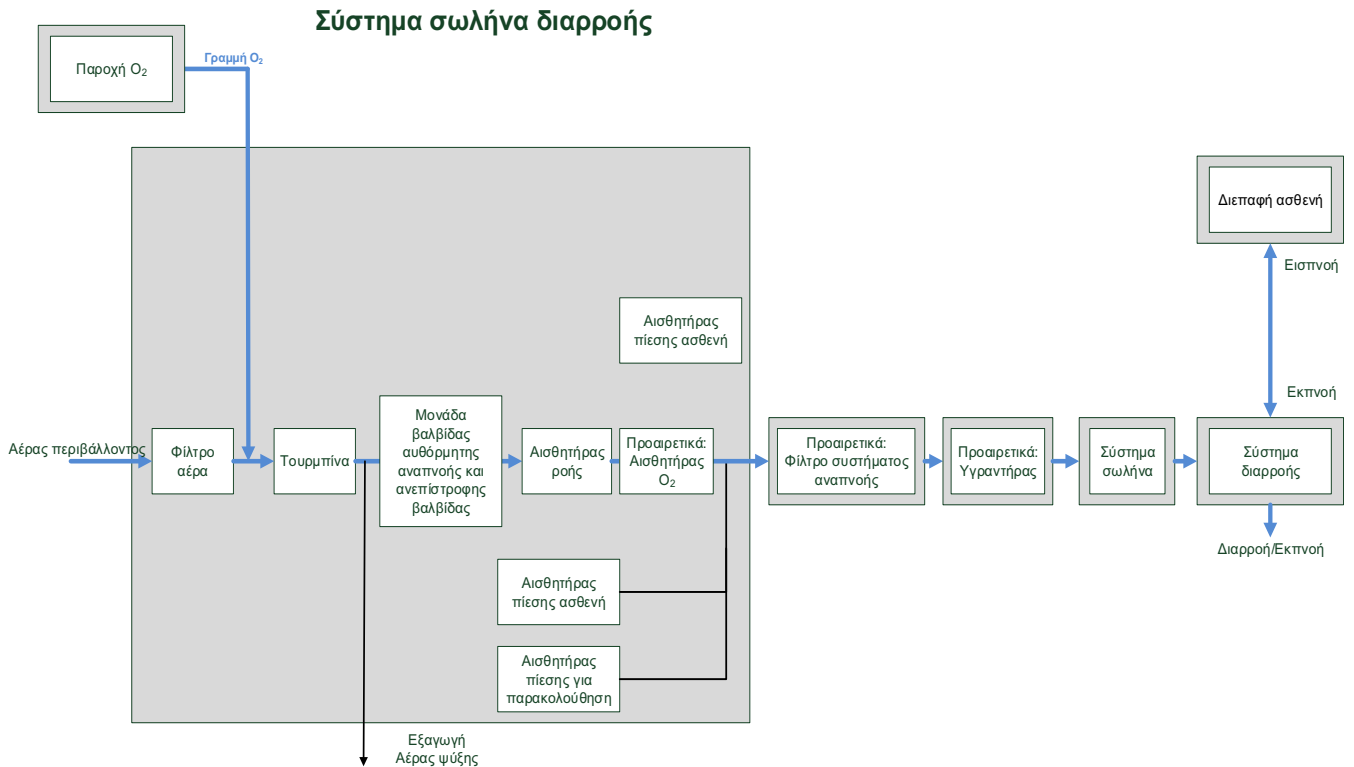 Σύστημα σωλήνα διαρροής
Παροχή O₂
Γραμμή O₂
Διεπαφή ασθενή
Εισπνοή
Εκπνοή
Αισθητήρας
πίεσης ασθενή
Αέρας περιβάλλοντος
Φίλτρο
αέρα
Τουρμπίνα
Μονάδα
βαλβίδας
αυθόρμητης
αναπνοής και
ανεπίστροφης
βαλβίδας
Αισθητήρας
ροής
Προαιρετικά:
Αισθητήρας
O₂
Προαιρετικά:
Φίλτρο συστήματος
αναπνοής
Προαιρετικά:
Υγραντήρας
Σύστημα
σωλήνα
Σύστημα
διαρροής
Διαρροή/Εκπνοή
Αισθητήρας
πίεσης ασθενή
Αισθητήρας
πίεσης για
παρακολούθηση
Εξαγωγή
Αέρας ψύξης